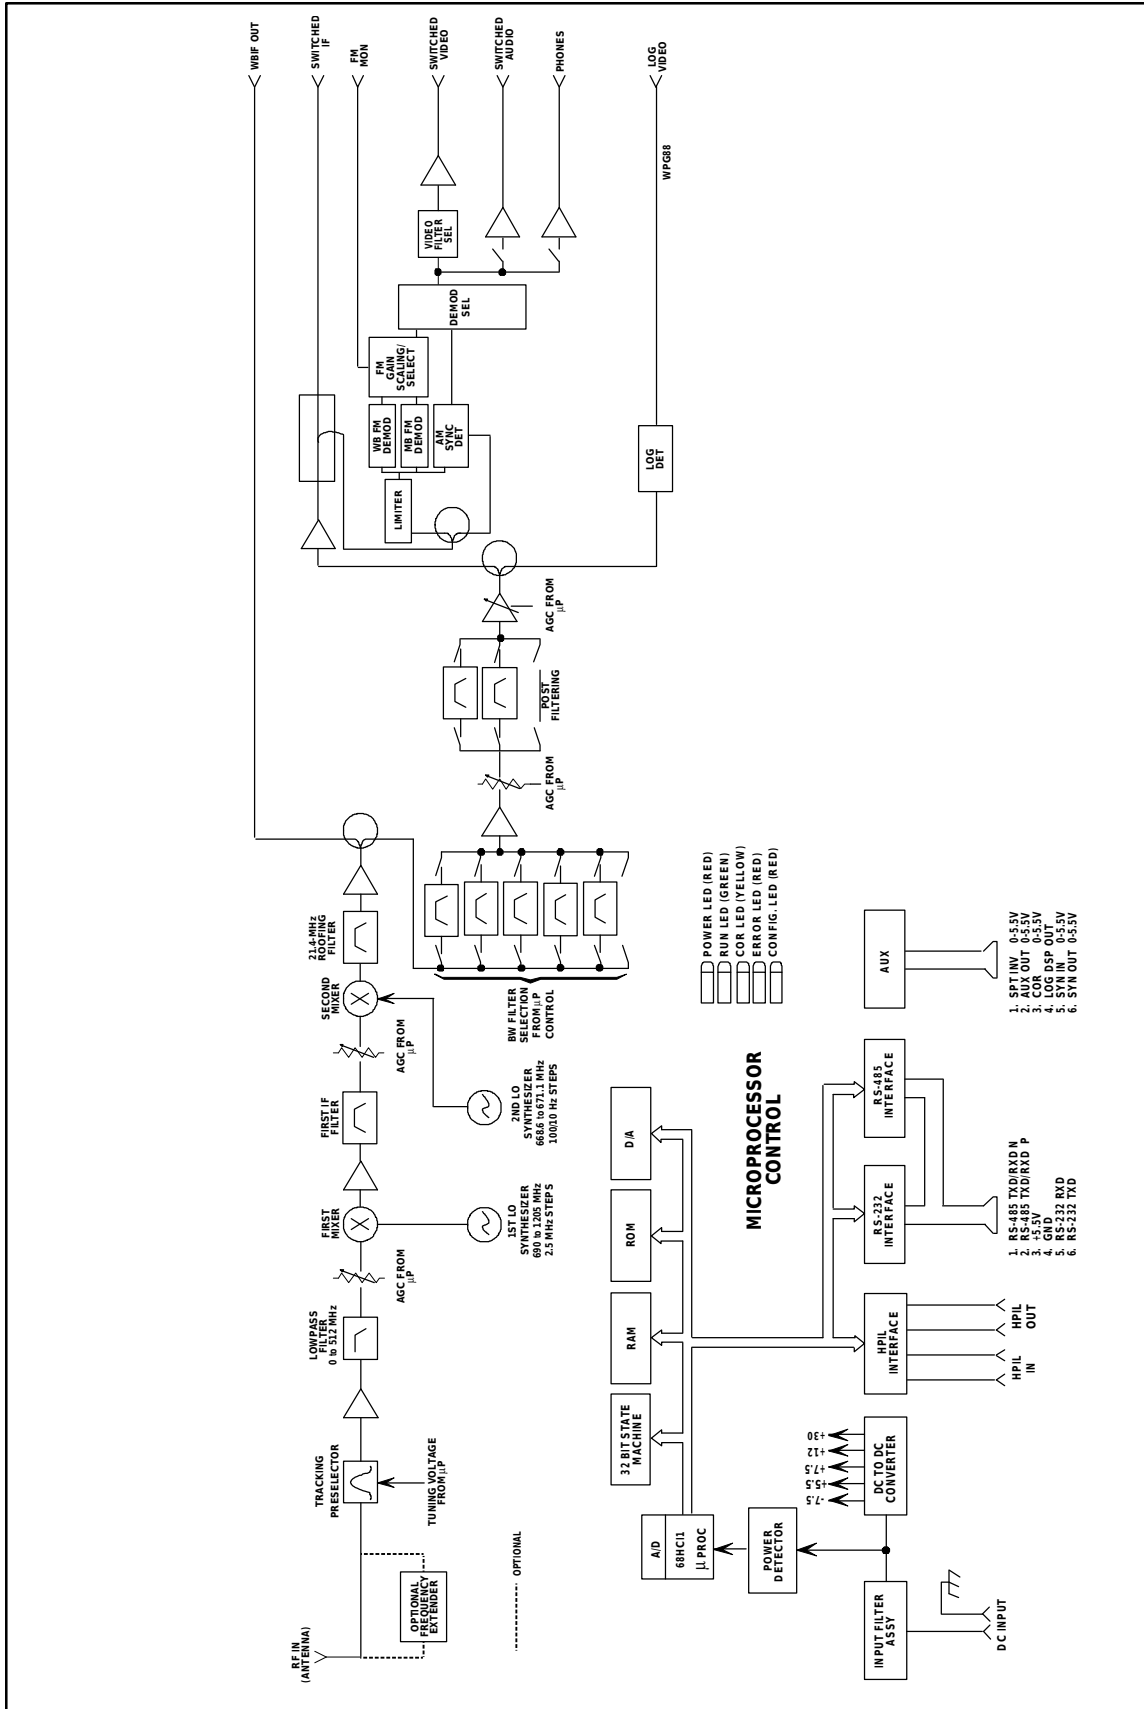 WBIF OUT
SWITCHED
IF
FM
MON
SWITCHED
VIDEO
SWITCHED
AUDIO
PHONES
LOG
VIDEO
WPG88
VIDEO
FILTER
SEL
DEMOD
SEL
FM
GAIN
SCALING/
SELECT
WB FM
DEMOD
MB FM
DEMOD
AM
SYNC
DET
LIMITER
LOG
DET
AGC FROM
µP
POST
FILTERING
AGC FROM
µP
21.4-MHz
ROOFING
FILTER
SECOND
MIXER
AGC FROM
µP
FIRST IF
FILTER
FIRST
MIXER
AGC FROM
µP
LOWPASS
FILTER
0 to 512 MHz
TRACKING
PRESELECTOR
TUNING VOLTAGE
FROM µP
RF IN
(ANTENNA)
OPTIONAL
FREQUENCY
EXTENDER
OPTIONAL
BW FILTER
SELECTION
FROM µP
CONTROL
2ND LO
SYNTHESIZER
668.6 to 671.1 MHz
100/10 Hz STEPS
1ST LO
SYNTHESIZER
690 to 1205 MHz
2.5 MHz STEPS
POWER LED (RED)
RUN LED (GREEN)
COR LED (YELLOW)
ERROR LED (RED)
CONFIG. LED (RED)
MICROPROCESSOR
CONTROL
D/A
ROM
RAM
32 BIT STATE
MACHINE
A/D
68HCI1
µ PROC
POWER
DETECTOR
INPUT FILTER
ASSY
DC INPUT
DC TO DC
CONVERTER
+30
+12
+7.5
+5.5
-7.5
HPIL
INTERFACE
HPIL
IN
HPIL
OUT
RS-232
INTERFACE
RS-485
INTERFACE
1. RS-485 TXD/RXD N
2. RS-485 TXD/RXD P
3. +5.5V
4. GND
5. RS-232 RXD
6. RS-232 TXD
AUX
1. SPT INV 0-5.5V
2. AUX OUT 0-5.5V
3. COR 0-5.5V
4. LOG DSP OUT
5. SYN IN 0-5.5V
6. SYN OUT 0-5.5V